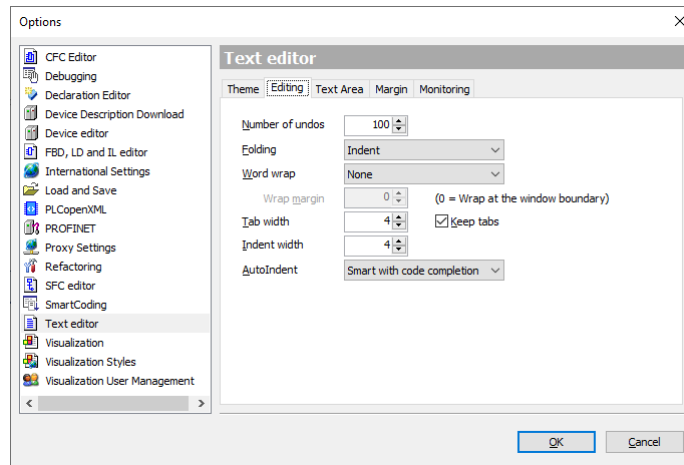 Options
CFC Editor
Debugging
Declaration Editor
Device Description Download
Device editor
FBD, LD and IL editor
International Settings
Load and Save
PLCopenXML
PROFINET
Proxy Settings
Refactoring
SFC editor
SmartCoding
Text editor
Visualization
Visualization Styles
Visualization User Management
Text editor
Theme Editing Text Area Margin Monitoring
Number of undos 100
Folding Indent
Word wrap None
Wrap margin 0 (0 = Wrap at the window boundary)
Tab width 4 Keep tabs
Indent width 4
AutoIndent Smart with code completion
OK Cancel